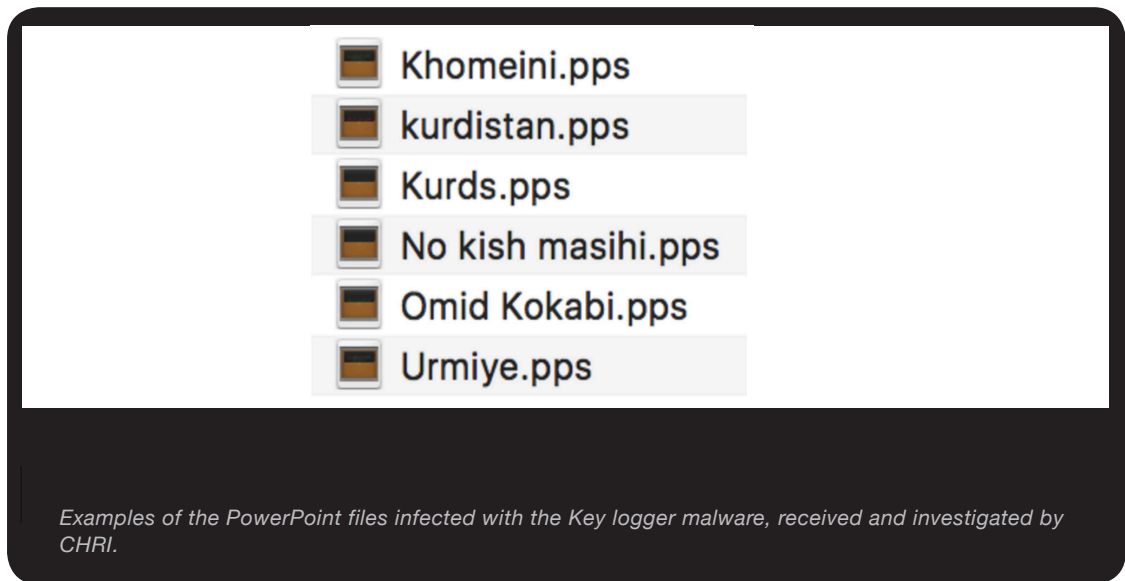 Khomeini.pps
kurdistan.pps
Kurds.pps
No kish masihi.pps
Omid Kokabi.pps
Urmiye.pps
Examples of the PowerPoint files infected with the Key logger malware, received and investigated by
CHRI.